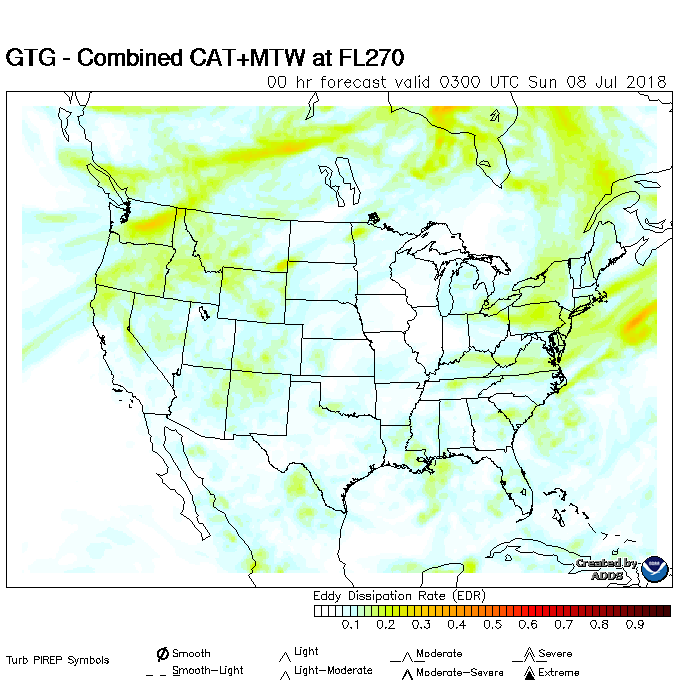 GTG - Combined CAT+MTW at FL270
00 hr forecast valid 0300 UTC Sun 08 Jul 2018
Created by
ADDS
Eddy Dissipation Rate (EDR)
0.1 0.2 0.3 0.4 0.5 0.6 0.7 0.8 0.9
Turb PIREP Symbols
Smooth Light Moderate Severe
Smooth-Light Light-Moderate Moderate-Severe Extreme